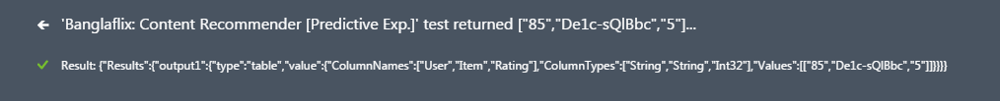 'Banglaflix: Content Recommender [Predictive Exp.]' test returned ["85","De1c-sQlBbc","5"]...
Result: {"Results":{"output1":{"type":"table","value":{"ColumnNames":["User","Item","Rating"],"ColumnTypes":["String","String","Int32"],"Values":[["85","De1c-sQlBbc","5"]]}}}}